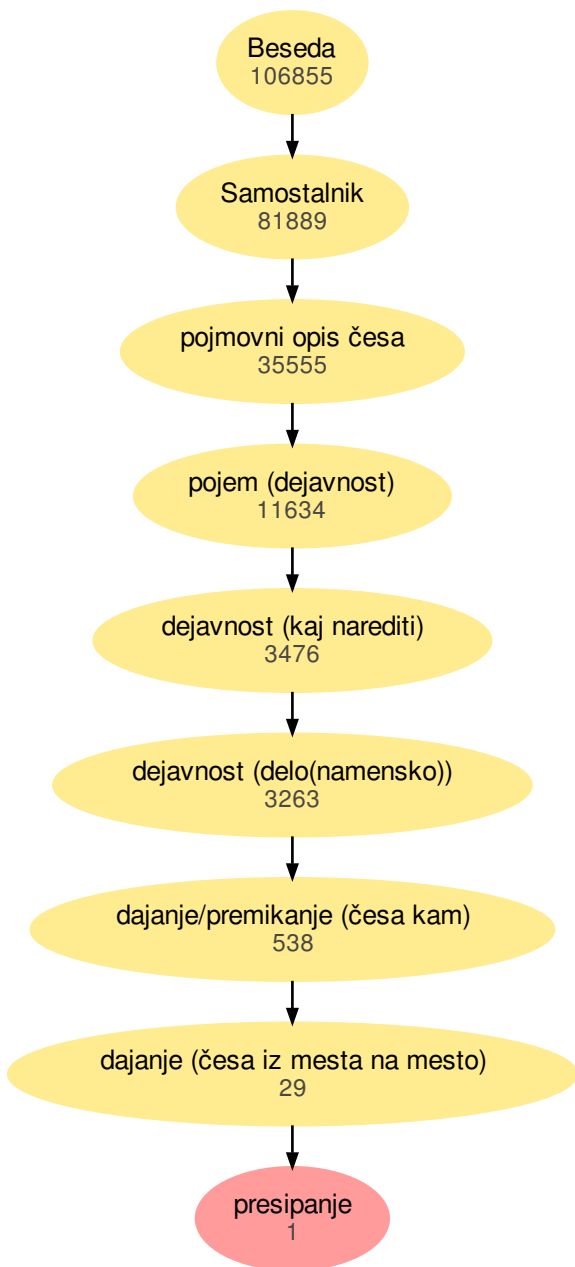 Beseda
106855
Samostalnik
81889
pojmovni opis česa
35555
pojem (dejavnost)
11634
dejavnost (kaj narediti)
3476
dejavnost (delo(namensko))
3263
dajanje/premikanje (česa kam)
538
dajanje (česa iz mesta na mesto)
29
presipanje
1